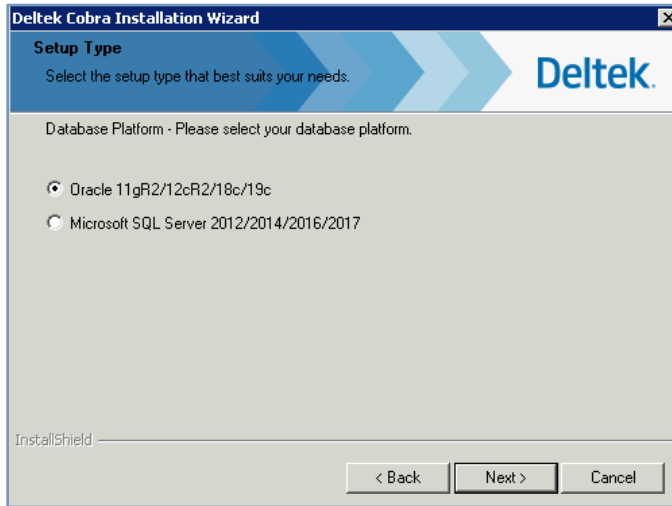 Deltek Cobra Installation Wizard
Setup Type
Select the setup type that best suits your needs.
Deltek.
Database Platform - Please select your database platform.
Oracle 11gR2/12cR2/18c/19c
Microsoft SQL Server 2012/2014/2016/2017
InstallShield
< Back
Next >
Cancel